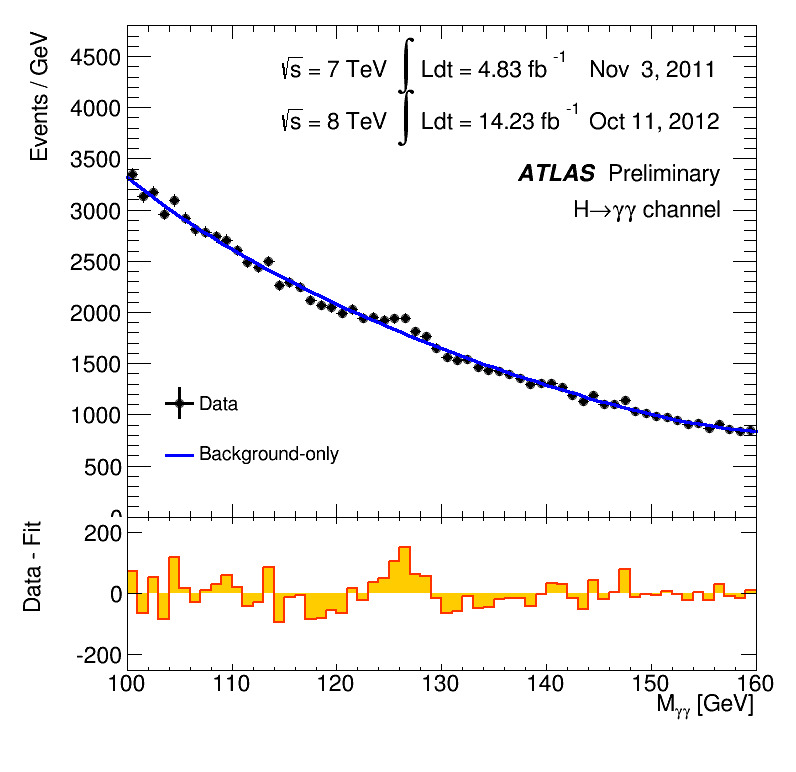 Events / GeV
4500
4000
3500
3000
2500
2000
1500
1000
500
0
√s = 7 TeV ∫ Ldt = 4.83 fb⁻¹ Nov 3, 2011
√s = 8 TeV ∫ Ldt = 14.23 fb⁻¹ Oct 11, 2012
ATLAS Preliminary
H→γγ channel
Data
Background-only
Data - Fit
200
0
-200
100 110 120 130 140 150 160
Mγγ [GeV]